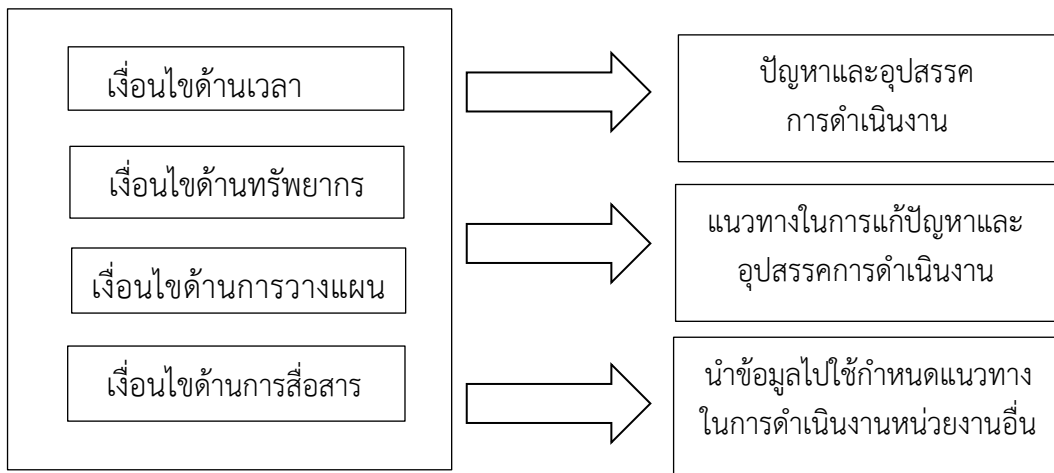 เงื่อนไขด้านเวลา
เงื่อนไขด้านทรัพยากร
เงื่อนไขด้านการวางแผน
เงื่อนไขด้านการสื่อสาร
ปัญหาและอุปสรรค
การดำเนินงาน
แนวทางในการแก้ปัญหาและ
อุปสรรคการดำเนินงาน
นำข้อมูลไปใช้กำหนดแนวทาง
ในการดำเนินงานหน่วยงานอื่น